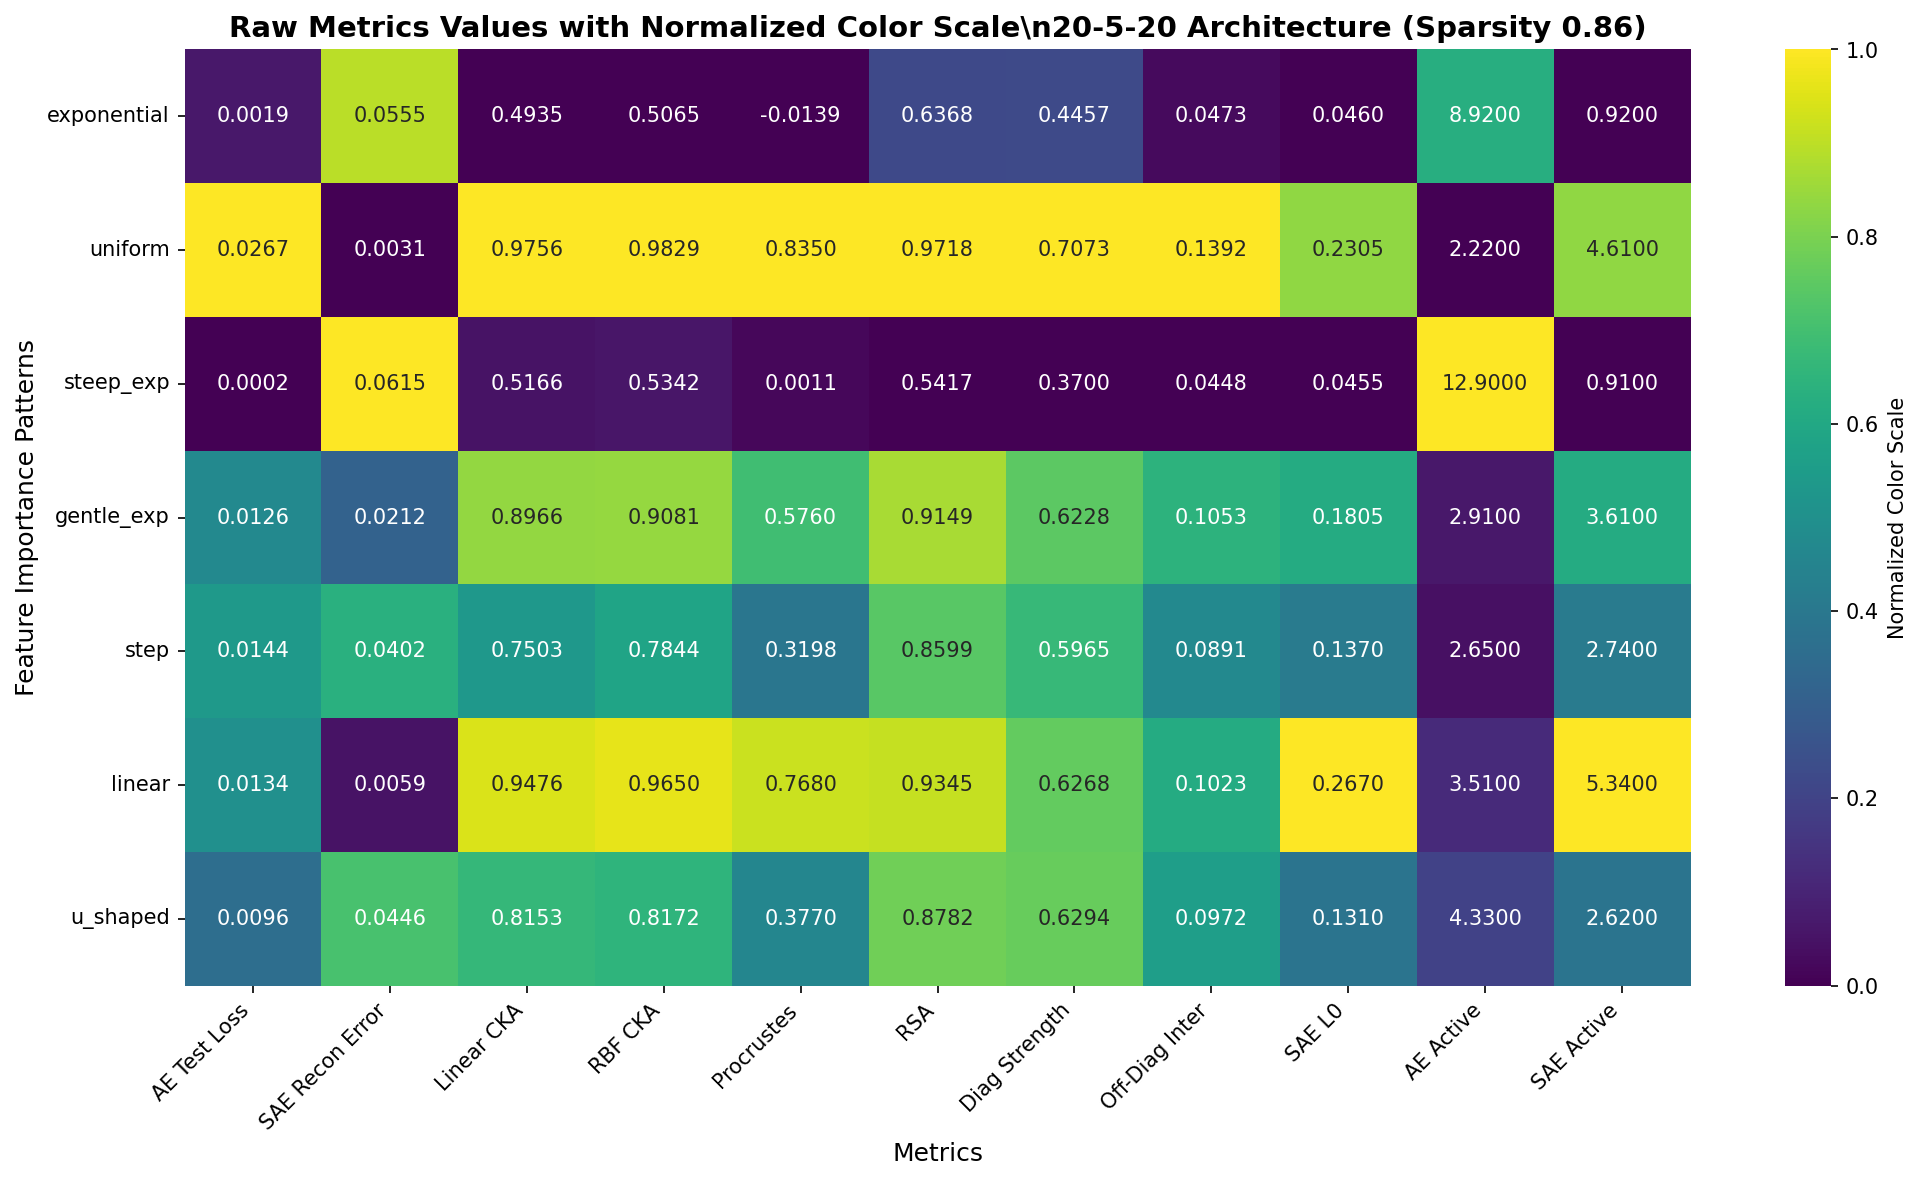 Raw Metrics Values with Normalized Color Scale\n20-5-20 Architecture (Sparsity 0.86)
exponential 0.0019 0.0555 0.4935 0.5065 -0.0139 0.6368 0.4457 0.0473 0.0460 8.9200 0.9200
uniform 0.0267 0.0031 0.9756 0.9829 0.8350 0.9718 0.7073 0.1392 0.2305 2.2200 4.6100
steep_exp 0.0002 0.0615 0.5166 0.5342 0.0011 0.5417 0.3700 0.0448 0.0455 12.9000 0.9100
gentle_exp 0.0126 0.0212 0.8966 0.9081 0.5760 0.9149 0.6228 0.1053 0.1805 2.9100 3.6100
step 0.0144 0.0402 0.7503 0.7844 0.3198 0.8599 0.5965 0.0891 0.1370 2.6500 2.7400
linear 0.0134 0.0059 0.9476 0.9650 0.7680 0.9345 0.6268 0.1023 0.2670 3.5100 5.3400
u_shaped 0.0096 0.0446 0.8153 0.8172 0.3770 0.8782 0.6294 0.0972 0.1310 4.3300 2.6200
AE Test Loss
SAE Recon Error
Linear CKA
RBF CKA
Procrustes
RSA
Diag Strength
Off-Diag Inter
SAE L0
AE Active
SAE Active
Metrics
Feature Importance Patterns
1.0
0.8
0.6
0.4
0.2
0.0
Normalized Color Scale